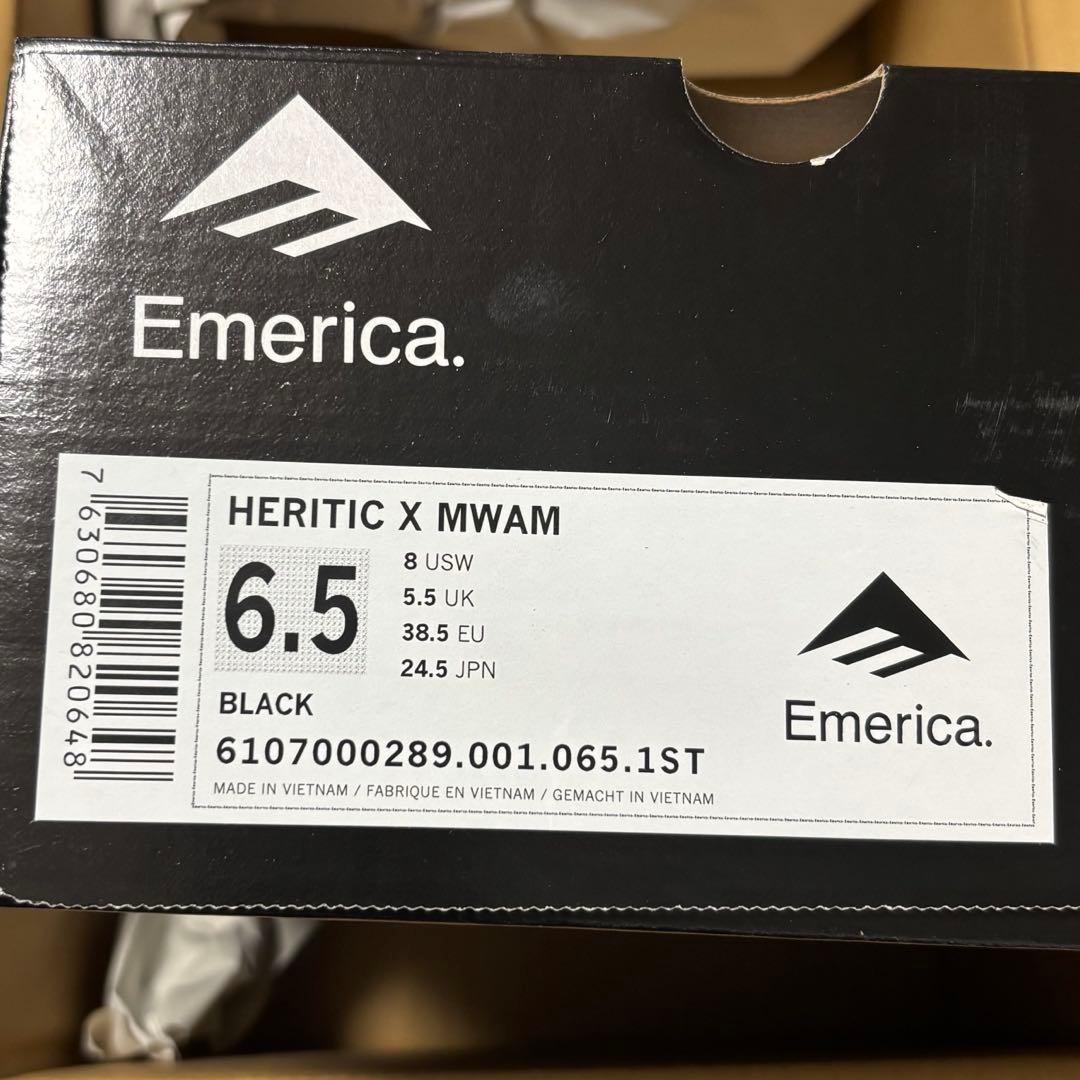 Emerica.
HERITIC X MWAM
6.5
8 USW
5.5 UK
38.5 EU
24.5 JPN
BLACK
6107000289.001.065.1ST
MADE IN VIETNAM / FABRIQUE EN VIETNAM / GEMACHT IN VIETNAM
Emerica.
7 630680 820648